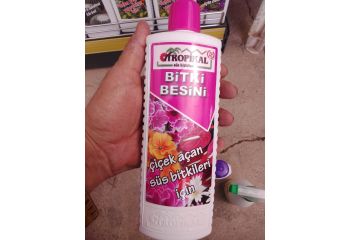 TROPİKAL
BİTKİ
BESİNİ
çiçek açan
süs bitkileri
için